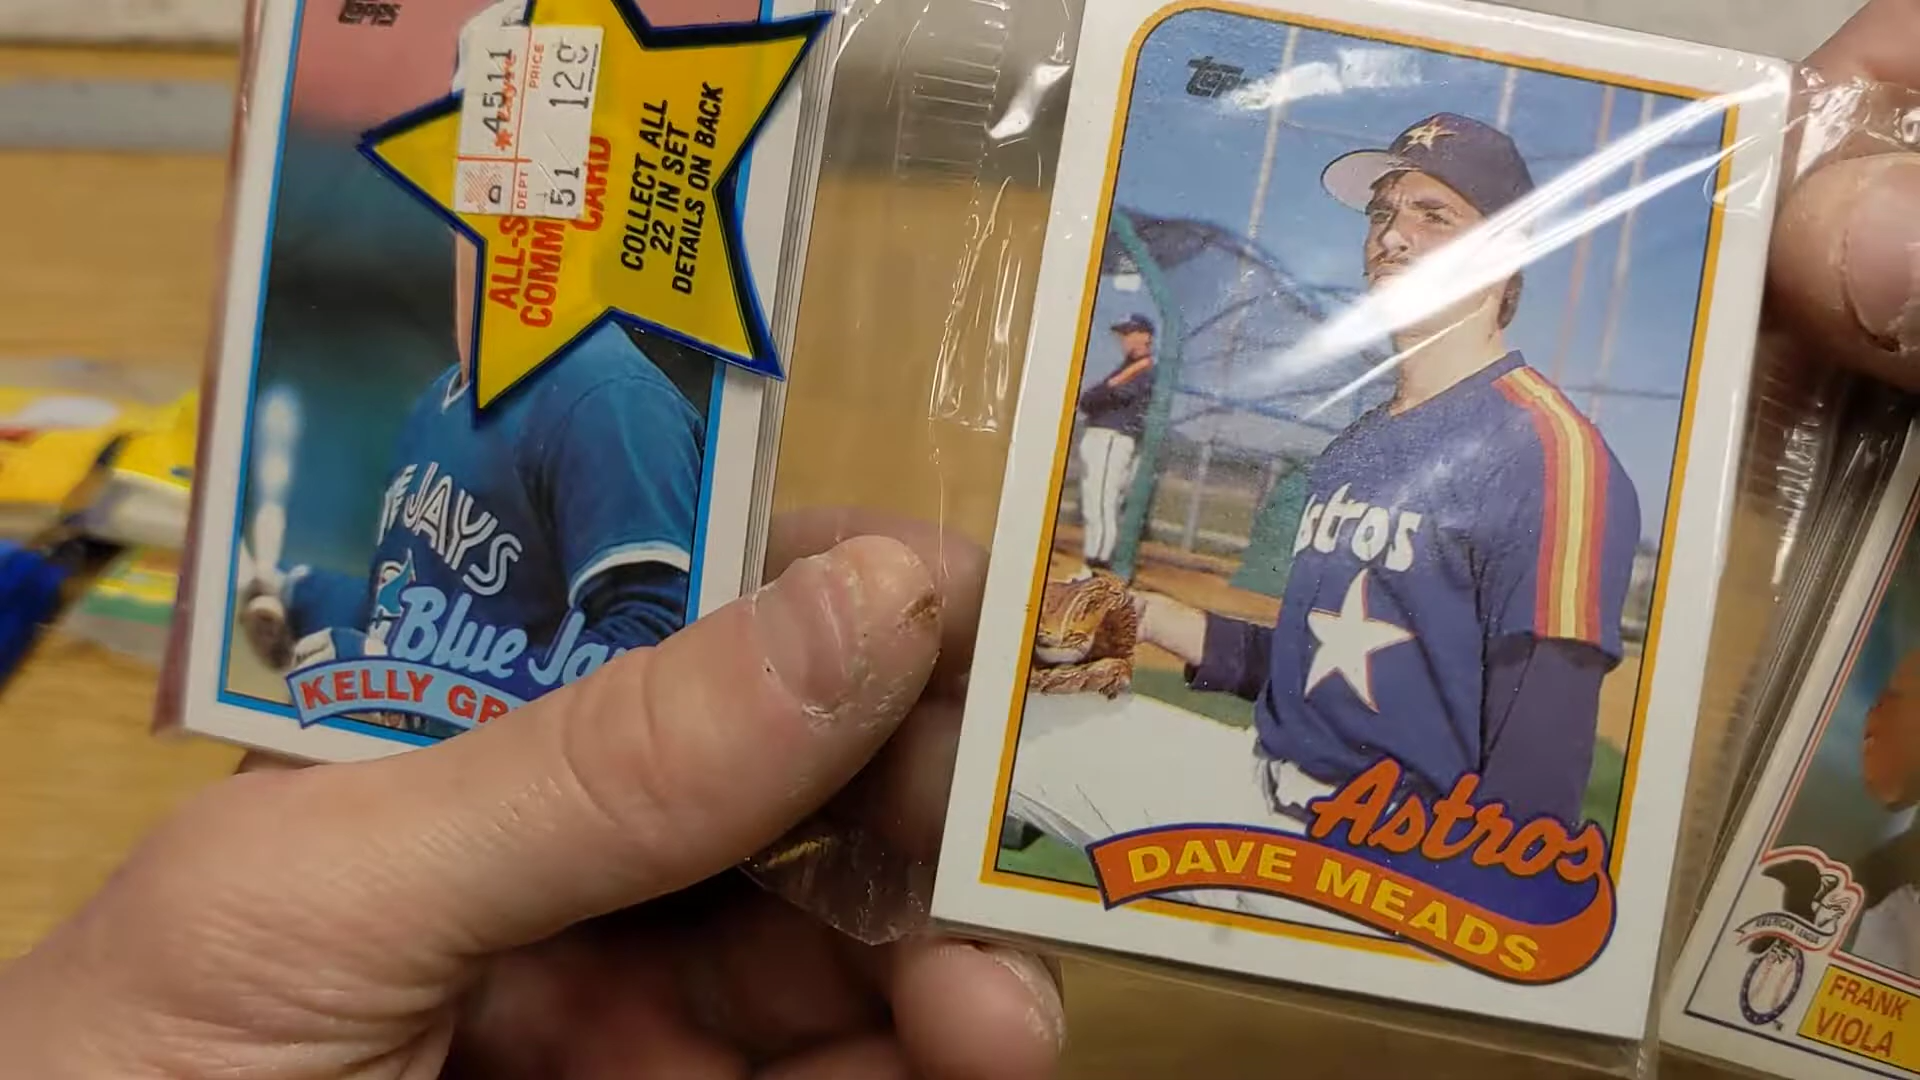 Topps
4511
PRICE
DEPT
51 129
ALL-S
COMM
CARD
COLLECT ALL
22 IN SET
DETAILS ON BACK
JAYS
Blue Ja
KELLY GR
Topps
Astros
Astros
DAVE MEADS
AMERICAN LEAGUE
FRANK
VIOLA